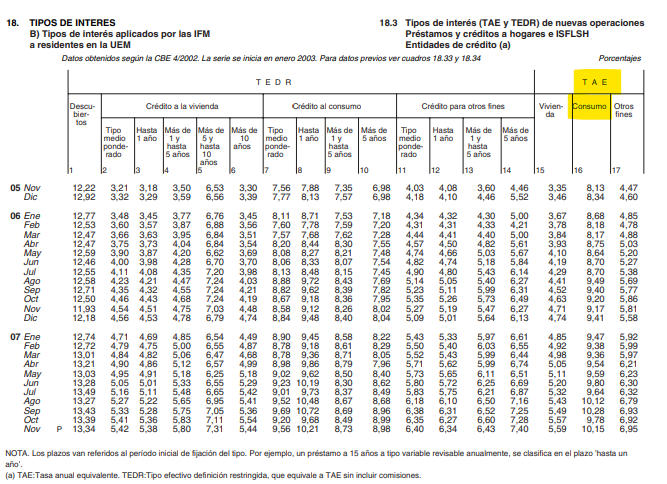 18. TIPOS DE INTERES
B) Tipos de interés aplicados por las IFM
a residentes en la UEM
18.3 Tipos de interés (TAE y TEDR) de nuevas operaciones
Préstamos y créditos a hogares e ISFLSH
Entidades de crédito (a)
Datos obtenidos según la CBE 4/2002. La serie se inicia en enero 2003. Para datos previos ver cuadros 18.33 y 18.34
Porcentajes
T E D R
T A E
Descu-
bier-
tos
Crédito a la vivienda
Crédito al consumo
Crédito para otros fines
Vivien-
da
Consumo
Otros
fines
Tipo
medio
ponde-
rado
Hasta
1 año
Más de
1 y
hasta
5 años
Más de
5 y
hasta
10
años
Más de
10
años
Tipo
medio
ponde-
rado
Hasta
1 año
Más de
1 y
hasta
5 años
Más de
5 años
Tipo
medio
ponde-
rado
Hasta
1 año
Más de
1 y
hasta
5 años
Más de
5 años
1 2 3 4 5 6 7 8 9 10 11 12 13 14 15 16 17
05 Nov 12,22 3,21 3,18 3,50 6,53 3,30 7,56 7,88 7,35 6,98 4,03 4,08 3,60 4,46 3,35 8,13 4,47
Dic 12,92 3,32 3,29 3,59 6,56 3,39 7,77 8,13 7,57 6,98 4,18 4,10 4,46 5,52 3,46 8,34 4,60
06 Ene 12,77 3,48 3,45 3,77 6,76 3,45 8,11 8,71 7,53 7,18 4,34 4,32 4,30 5,00 3,67 8,68 4,85
Feb 12,53 3,60 3,57 3,87 6,88 3,56 7,60 7,78 7,59 7,20 4,31 4,31 4,33 4,21 3,78 8,18 4,78
Mar 12,47 3,66 3,63 3,95 6,84 3,51 7,57 7,68 7,62 7,28 4,44 4,41 4,40 5,00 3,84 8,17 4,88
Abr 12,47 3,75 3,73 4,04 6,84 3,54 8,20 8,44 8,30 7,55 4,57 4,50 4,82 5,61 3,93 8,75 5,03
May 12,59 3,90 3,87 4,20 6,62 3,69 8,08 8,27 8,21 7,48 4,74 4,66 5,03 5,67 4,10 8,64 5,20
Jun 12,46 4,00 3,98 4,28 6,70 3,70 8,06 8,33 8,07 7,54 4,82 4,74 5,18 5,84 4,19 8,70 5,27
Jul 12,55 4,11 4,08 4,35 7,20 3,98 8,13 8,48 8,15 7,45 4,90 4,80 5,43 6,14 4,29 8,70 5,38
Ago 12,58 4,23 4,21 4,47 7,24 4,03 8,88 9,72 8,43 7,69 5,14 5,05 5,40 6,27 4,41 9,49 5,69
Set 12,71 4,35 4,32 4,55 7,24 4,21 8,82 9,62 8,39 7,82 5,23 5,11 5,99 6,31 4,52 9,40 5,77
Oct 12,50 4,46 4,43 4,68 7,24 4,19 8,67 9,18 8,36 7,95 5,35 5,26 5,73 6,49 4,63 9,20 5,86
Nov 11,93 4,54 4,51 4,75 7,03 4,48 8,58 9,12 8,26 8,02 5,27 5,19 5,47 6,27 4,71 9,17 5,81
Dic 12,18 4,56 4,53 4,78 6,79 4,74 8,84 9,48 8,40 8,04 5,09 5,01 5,64 6,13 4,74 9,41 5,58
07 Ene 12,74 4,71 4,69 4,85 6,54 4,49 8,90 9,45 8,58 8,22 5,43 5,33 5,97 6,61 4,85 9,47 5,92
Feb 12,72 4,79 4,75 5,00 6,55 4,87 8,78 9,18 8,61 8,29 5,50 5,40 6,03 6,55 4,92 9,38 5,99
Mar 13,01 4,84 4,82 5,06 6,47 4,68 8,78 9,36 8,71 8,05 5,52 5,43 5,99 6,44 4,98 9,36 5,97
Abr 13,21 4,90 4,86 5,12 6,57 4,99 8,98 9,86 8,79 7,96 5,71 5,62 5,99 6,74 5,05 9,54 6,21
May 13,03 4,95 4,91 5,18 6,25 5,18 9,02 9,62 8,50 8,40 5,73 5,65 6,11 6,51 5,11 9,59 6,23
Jun 13,28 5,05 5,01 5,33 6,55 5,29 9,23 10,19 8,30 8,62 5,80 5,72 6,25 6,69 5,20 9,80 6,30
Jul 13,49 5,16 5,11 5,48 6,65 5,42 9,01 9,73 8,37 8,49 5,83 5,75 6,21 6,87 5,32 9,64 6,32
Ago 13,27 5,27 5,22 5,65 6,95 5,41 9,52 10,48 8,67 8,68 6,18 6,10 6,50 7,16 5,43 10,12 6,79
Sep 13,43 5,33 5,28 5,75 7,05 5,36 9,69 10,72 8,69 8,96 6,38 6,31 6,52 7,25 5,49 10,28 6,93
Oct 13,39 5,41 5,36 5,83 7,11 5,54 9,20 9,68 8,49 8,99 6,35 6,27 6,60 7,28 5,57 9,78 6,92
Nov P 13,34 5,42 5,38 5,80 7,31 5,44 9,56 10,21 8,73 8,98 6,40 6,34 6,43 7,40 5,59 10,15 6,95
NOTA. Los plazos van referidos al período inicial de fijación del tipo. Por ejemplo, un préstamo a 15 años a tipo variable revisable anualmente, se clasifica en el plazo 'hasta un
año'.
(a) TAE:Tasa anual equivalente. TEDR:Tipo efectivo definición restringida, que equivale a TAE sin incluir comisiones.